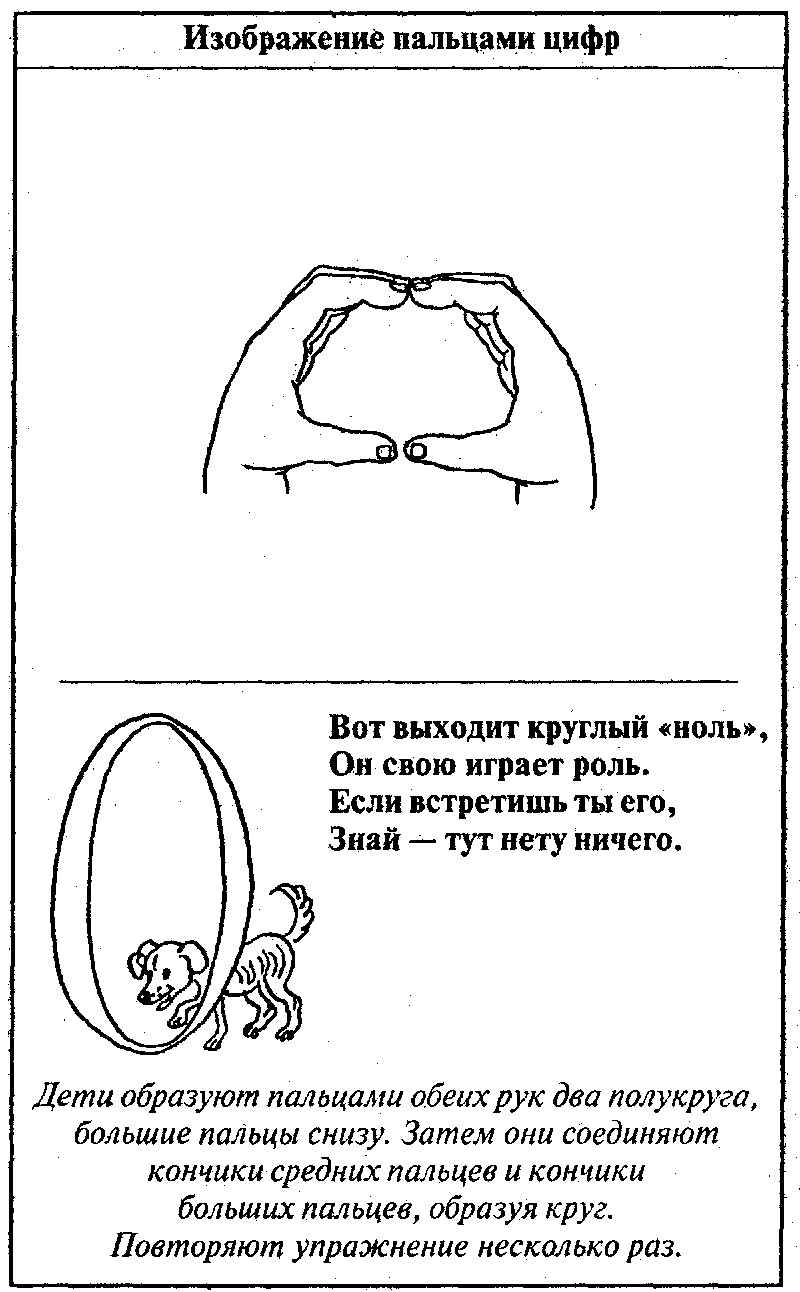 Изображение пальцами цифр
Вот выходит круглый «ноль»,
Он свою играет роль.
Если встретишь ты его,
Знай — тут нету ничего.
Дети образуют пальцами обеих рук два полукруга,
большие пальцы снизу. Затем они соединяют
кончики средних пальцев и кончики
больших пальцев, образуя круг.
Повторяют упражнение несколько раз.